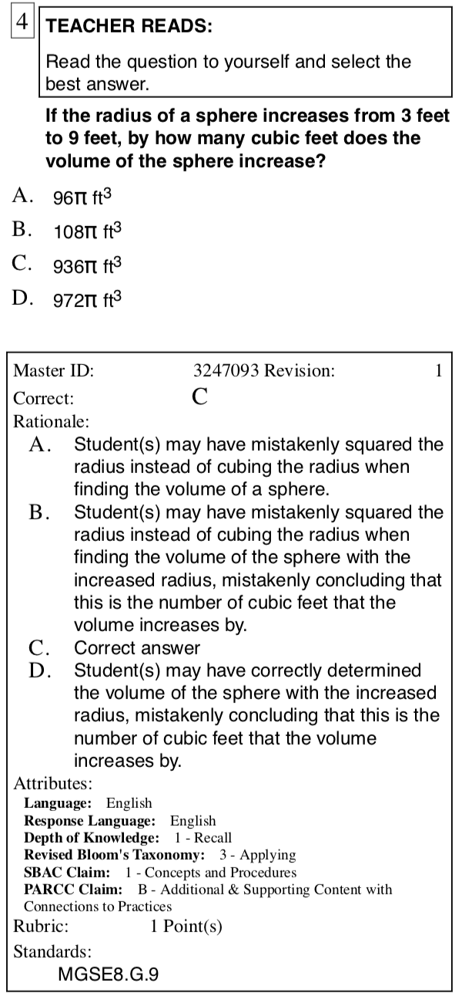 4 TEACHER READS:
Read the question to yourself and select the
best answer.
If the radius of a sphere increases from 3 feet
to 9 feet, by how many cubic feet does the
volume of the sphere increase?
A. 96π ft³
B. 108π ft³
C. 936π ft³
D. 972π ft³
Master ID: 3247093 Revision: 1
Correct: C
Rationale:
A. Student(s) may have mistakenly squared the
radius instead of cubing the radius when
finding the volume of a sphere.
B. Student(s) may have mistakenly squared the
radius instead of cubing the radius when
finding the volume of the sphere with the
increased radius, mistakenly concluding that
this is the number of cubic feet that the
volume increases by.
C. Correct answer
D. Student(s) may have correctly determined
the volume of the sphere with the increased
radius, mistakenly concluding that this is the
number of cubic feet that the volume
increases by.
Attributes:
Language: English
Response Language: English
Depth of Knowledge: 1 - Recall
Revised Bloom's Taxonomy: 3 - Applying
SBAC Claim: 1 - Concepts and Procedures
PARCC Claim: B - Additional & Supporting Content with
Connections to Practices
Rubric: 1 Point(s)
Standards:
MGSE8.G.9